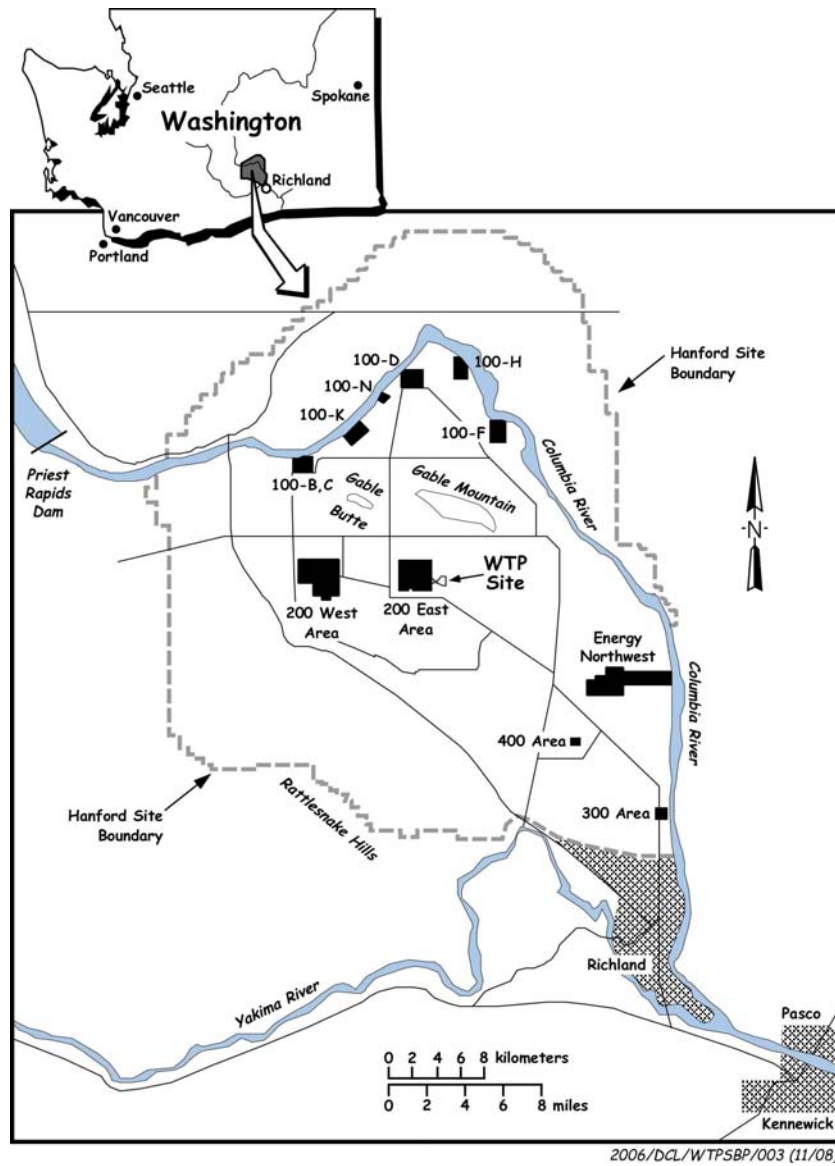 Seattle
Spokane
Washington
Richland
Vancouver
Portland
Hanford Site
Boundary
100-D
100-H
100-N
100-K
100-F
100-B,C
Priest
Rapids
Dam
Gable
Butte
Gable Mountain
Columbia River
-N-
WTP
Site
200 West
Area
200 East
Area
Energy
Northwest
Columbia River
400 Area
300 Area
Hanford Site
Boundary
Rattlesnake Hills
Richland
Yakima River
Pasco
Kennewick
0 2 4 6 8 kilometers
0 2 4 6 8 miles
2006/DCL/WTPSBP/003 (11/08)